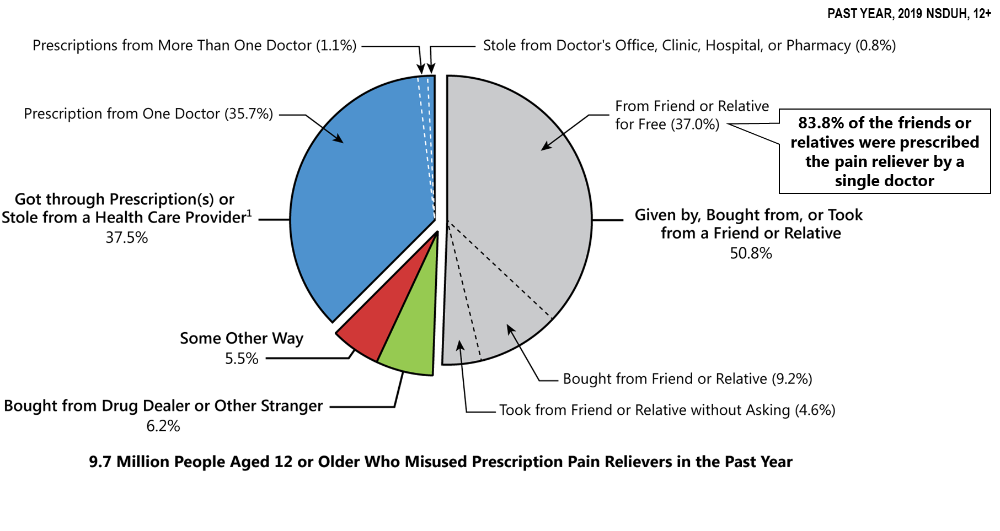 PAST YEAR, 2019 NSDUH, 12+
Prescriptions from More Than One Doctor (1.1%)
Stole from Doctor's Office, Clinic, Hospital, or Pharmacy (0.8%)
Prescription from One Doctor (35.7%)
From Friend or Relative
for Free (37.0%)
83.8% of the friends or
relatives were prescribed
the pain reliever by a
single doctor
Got through Prescription(s) or
Stole from a Health Care Provider¹
37.5%
Given by, Bought from, or Took
from a Friend or Relative
50.8%
Some Other Way
5.5%
Bought from Friend or Relative (9.2%)
Bought from Drug Dealer or Other Stranger
6.2%
Took from Friend or Relative without Asking (4.6%)
9.7 Million People Aged 12 or Older Who Misused Prescription Pain Relievers in the Past Year